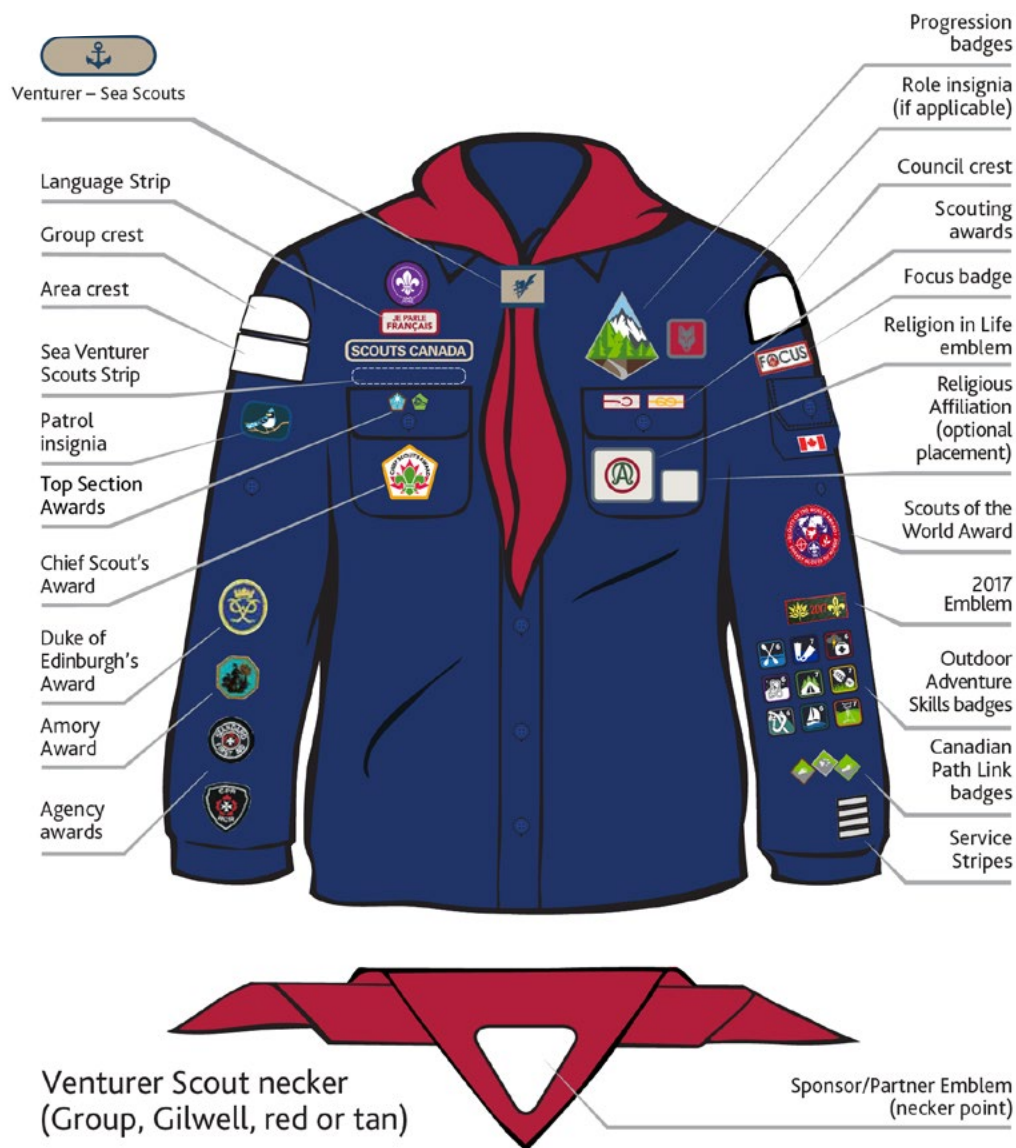 Venturer – Sea Scouts
Language Strip
Group crest
Area crest
Sea Venturer
Scouts Strip
Patrol
insignia
Top Section
Awards
Chief Scout's
Award
Duke of
Edinburgh's
Award
Amory
Award
Agency
awards
JE PARLE
FRANÇAIS
SCOUTS CANADA
CHIEF SCOUT'S AWARD
Progression
badges
Role insignia
(if applicable)
Council crest
Scouting
awards
Focus badge
Religion in Life
emblem
Religious
Affiliation
(optional
placement)
Scouts of the
World Award
2017
Emblem
Outdoor
Adventure
Skills badges
Canadian
Path Link
badges
Service
Stripes
FOCUS
2017
Venturer Scout necker
(Group, Gilwell, red or tan)
Sponsor/Partner Emblem
(necker point)